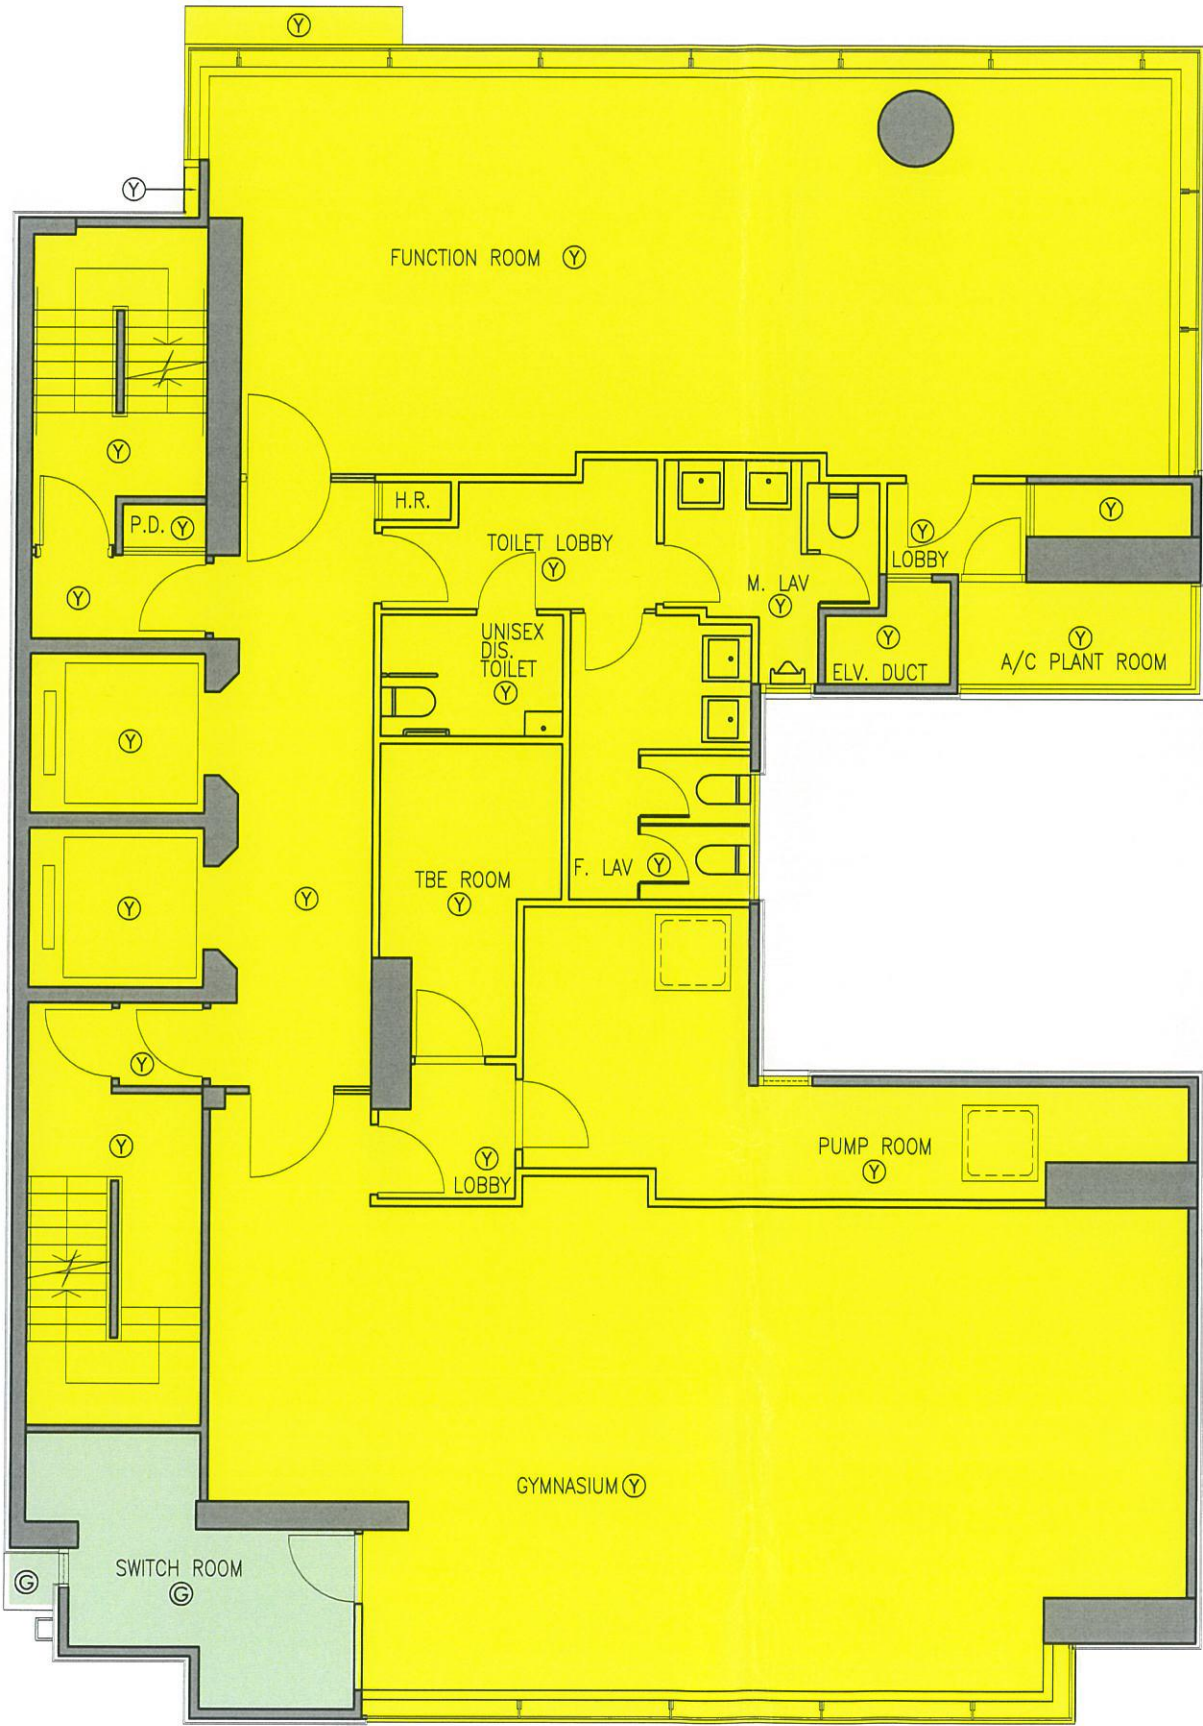 Y
Y
FUNCTION ROOM Y
Y
H.R.
P.D. Y
Y
TOILET LOBBY
Y
Y
LOBBY
Y
M. LAV
Y
UNISEX
DIS.
TOILET
Y
Y
ELV. DUCT
Y
A/C PLANT ROOM
Y
Y
F. LAV Y
TBE ROOM
Y
Y
Y
Y
Y
Y
LOBBY
PUMP ROOM
Y
GYMNASIUM Y
SWITCH ROOM
G
G